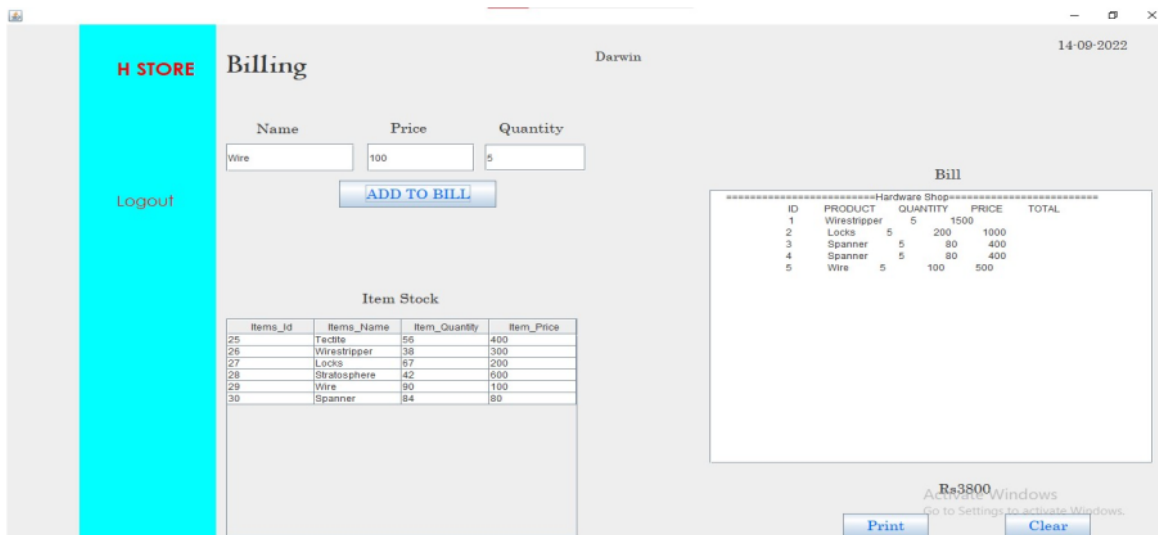 14-09-2022
H STORE
Billing
Darwin
Name Price Quantity
Wire 100 5
ADD TO BILL
Logout
Bill
=========================Hardware Shop=========================
ID PRODUCT QUANTITY PRICE TOTAL
1 Wirestripper 5 1500
2 Locks 5 200 1000
3 Spanner 5 80 400
4 Spanner 5 80 400
5 Wire 5 100 500
Item Stock
Items_Id Items_Name Item_Quantity Item_Price
25 Tectite 56 400
26 Wirestripper 38 300
27 Locks 67 200
28 Stratosphere 42 600
29 Wire 90 100
30 Spanner 84 80
Rs3800
Activate Windows
Go to Settings to activate Windows.
Print Clear